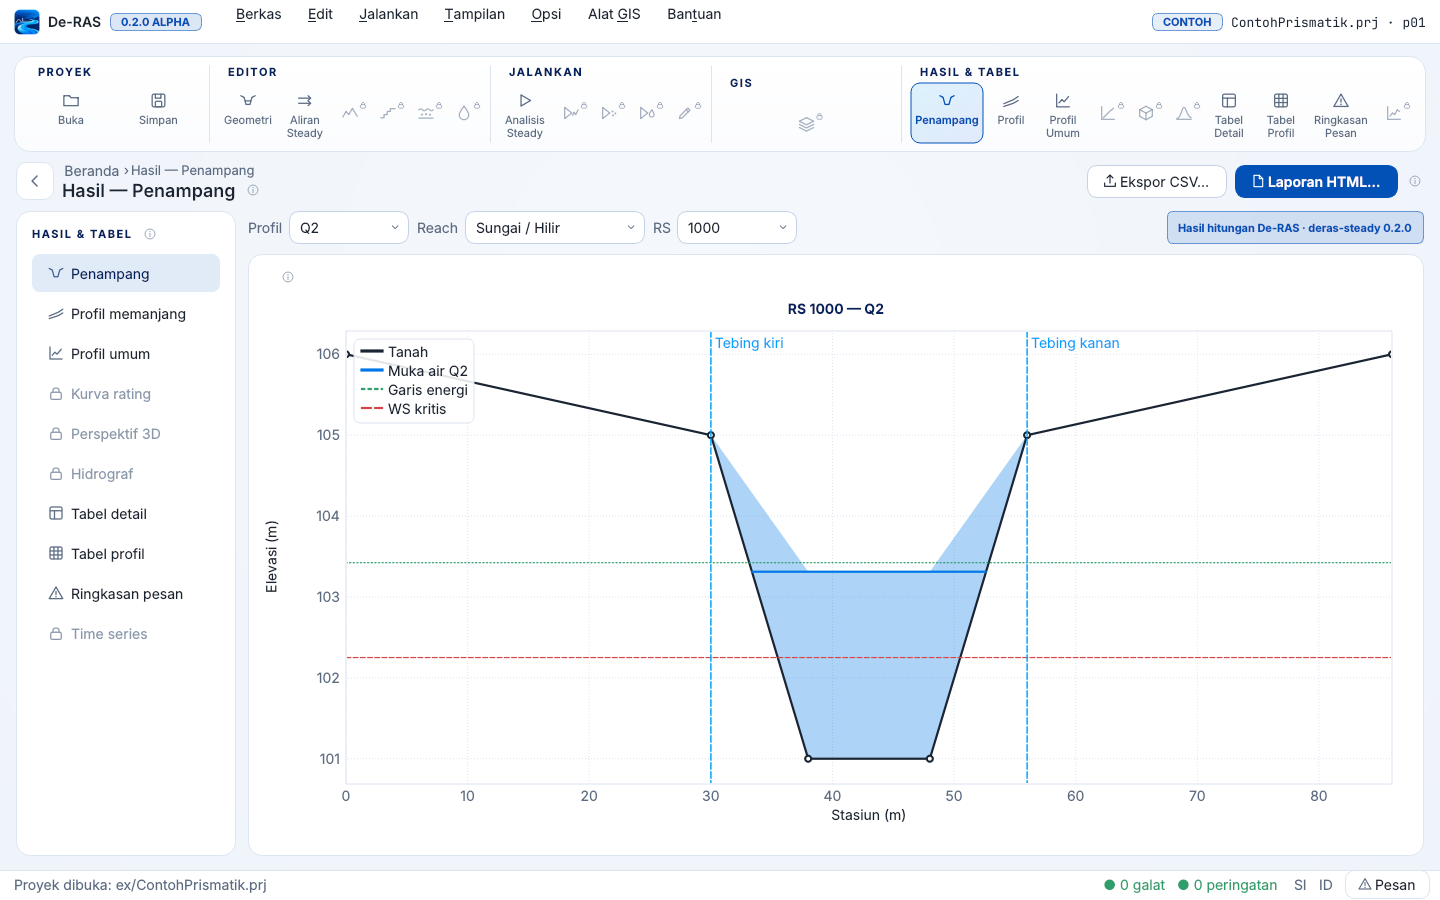 De-RAS
0.2.0 ALPHA
Berkas
Edit
Jalankan
Tampilan
Opsi
Alat GIS
Bantuan
CONTOH
ContohPrismatik.prj · p01
PROYEK
Buka
Simpan
EDITOR
Geometri
Aliran
Steady
JALANKAN
Analisis
Steady
GIS
HASIL & TABEL
Penampang
Profil
Profil
Umum
Tabel
Detail
Tabel
Profil
Ringkasan
Pesan
Beranda › Hasil — Penampang
Hasil — Penampang
Ekspor CSV...
Laporan HTML...
HASIL & TABEL
Penampang
Profil memanjang
Profil umum
Kurva rating
Perspektif 3D
Hidrograf
Tabel detail
Tabel profil
Ringkasan pesan
Time series
Profil
Q2
Reach
Sungai / Hilir
RS
1000
Hasil hitungan De-RAS · deras-steady 0.2.0
RS 1000 — Q2
Tanah
Muka air Q2
Garis energi
WS kritis
Tebing kiri
Tebing kanan
Elevasi (m)
106
105
104
103
102
101
0
10
20
30
40
50
60
70
80
Stasiun (m)
Proyek dibuka: ex/ContohPrismatik.prj
0 galat
0 peringatan
SI
ID
Pesan